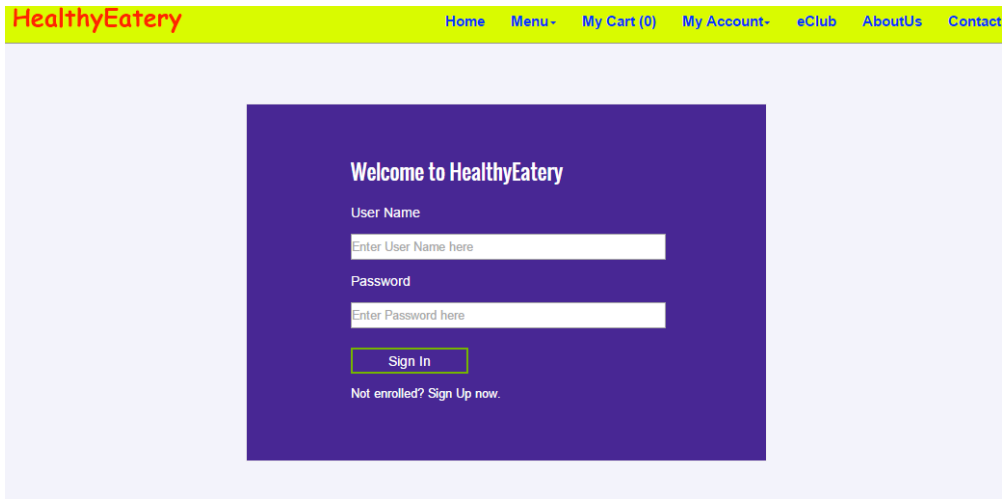 HealthyEatery Home Menu My Cart (0) My Account eClub AboutUs Contact
Welcome to HealthyEatery
User Name
Enter User Name here
Password
Enter Password here
Sign In
Not enrolled? Sign Up now.